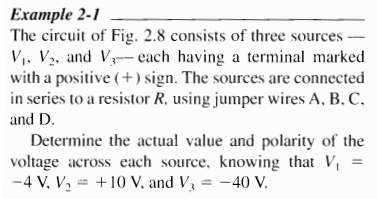 Example 2-1
The circuit of Fig. 2.8 consists of three sources —
V₁, V₂, and V₃— each having a terminal marked
with a positive (+) sign. The sources are connected
in series to a resistor R, using jumper wires A, B, C,
and D.
Determine the actual value and polarity of the
voltage across each source, knowing that V₁ =
−4 V, V₂ = +10 V, and V₃ = −40 V.